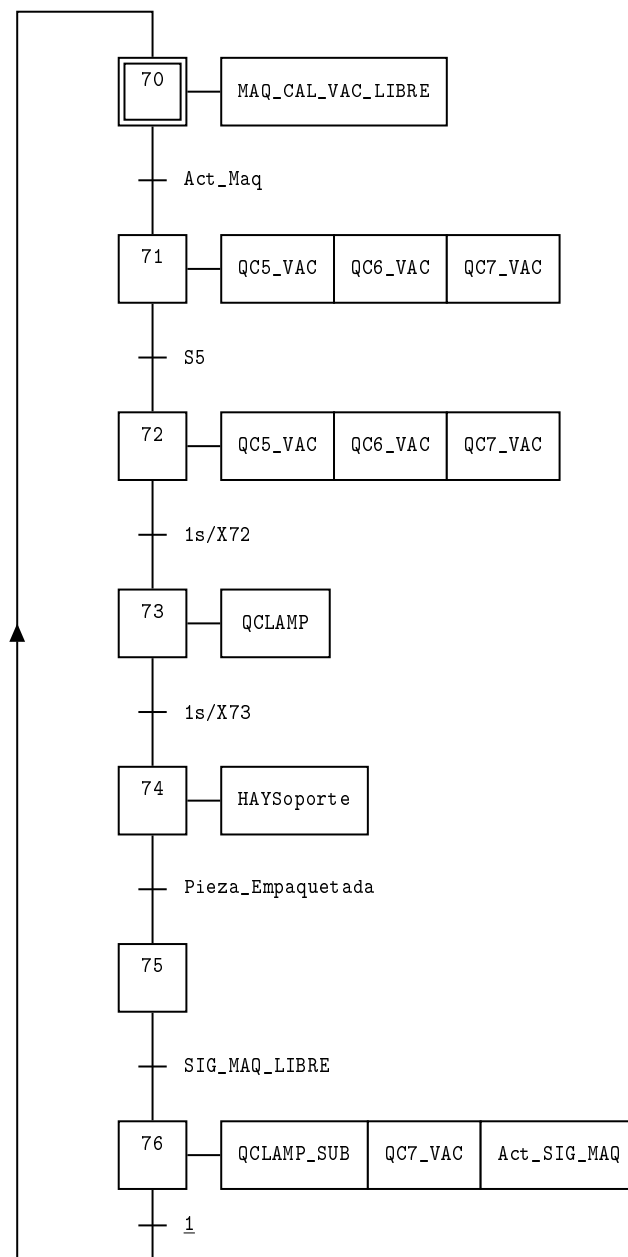 70 MAQ_CAL_VAC_LIBRE
Act_Maq
71 QC5_VAC QC6_VAC QC7_VAC
S5
72 QC5_VAC QC6_VAC QC7_VAC
1s/X72
73 QCLAMP
1s/X73
74 HAYSoporte
Pieza_Empaquetada
75
SIG_MAQ_LIBRE
76 QCLAMP_SUB QC7_VAC Act_SIG_MAQ
1